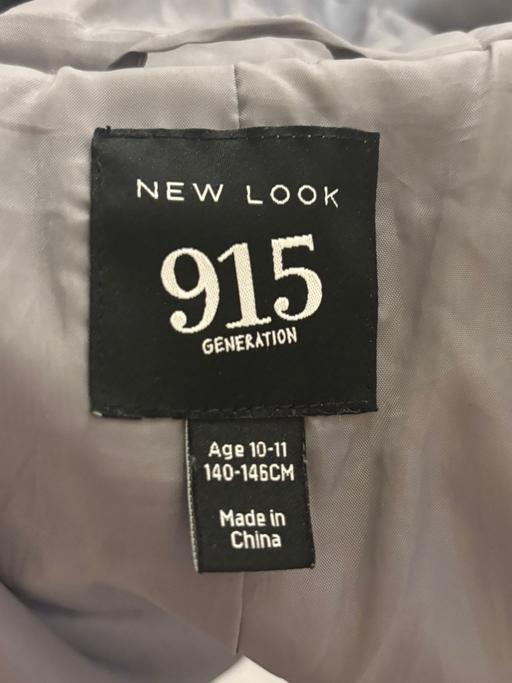 NEW LOOK
915
GENERATION
Age 10-11
140-146CM
Made in
China